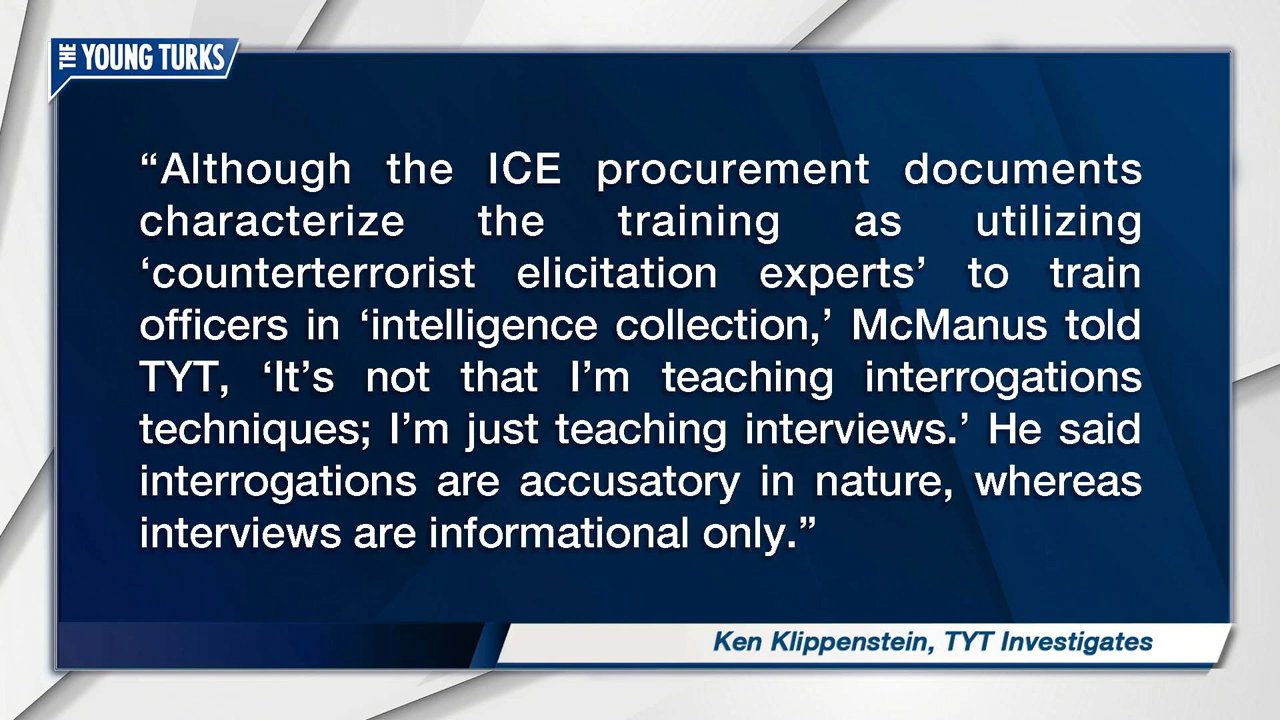 THE YOUNG TURKS
“Although the ICE procurement documents
characterize the training as utilizing
‘counterterrorist elicitation experts’ to train
officers in ‘intelligence collection,’ McManus told
TYT, ‘It’s not that I’m teaching interrogations
techniques; I’m just teaching interviews.’ He said
interrogations are accusatory in nature, whereas
interviews are informational only.”
Ken Klippenstein, TYT Investigates